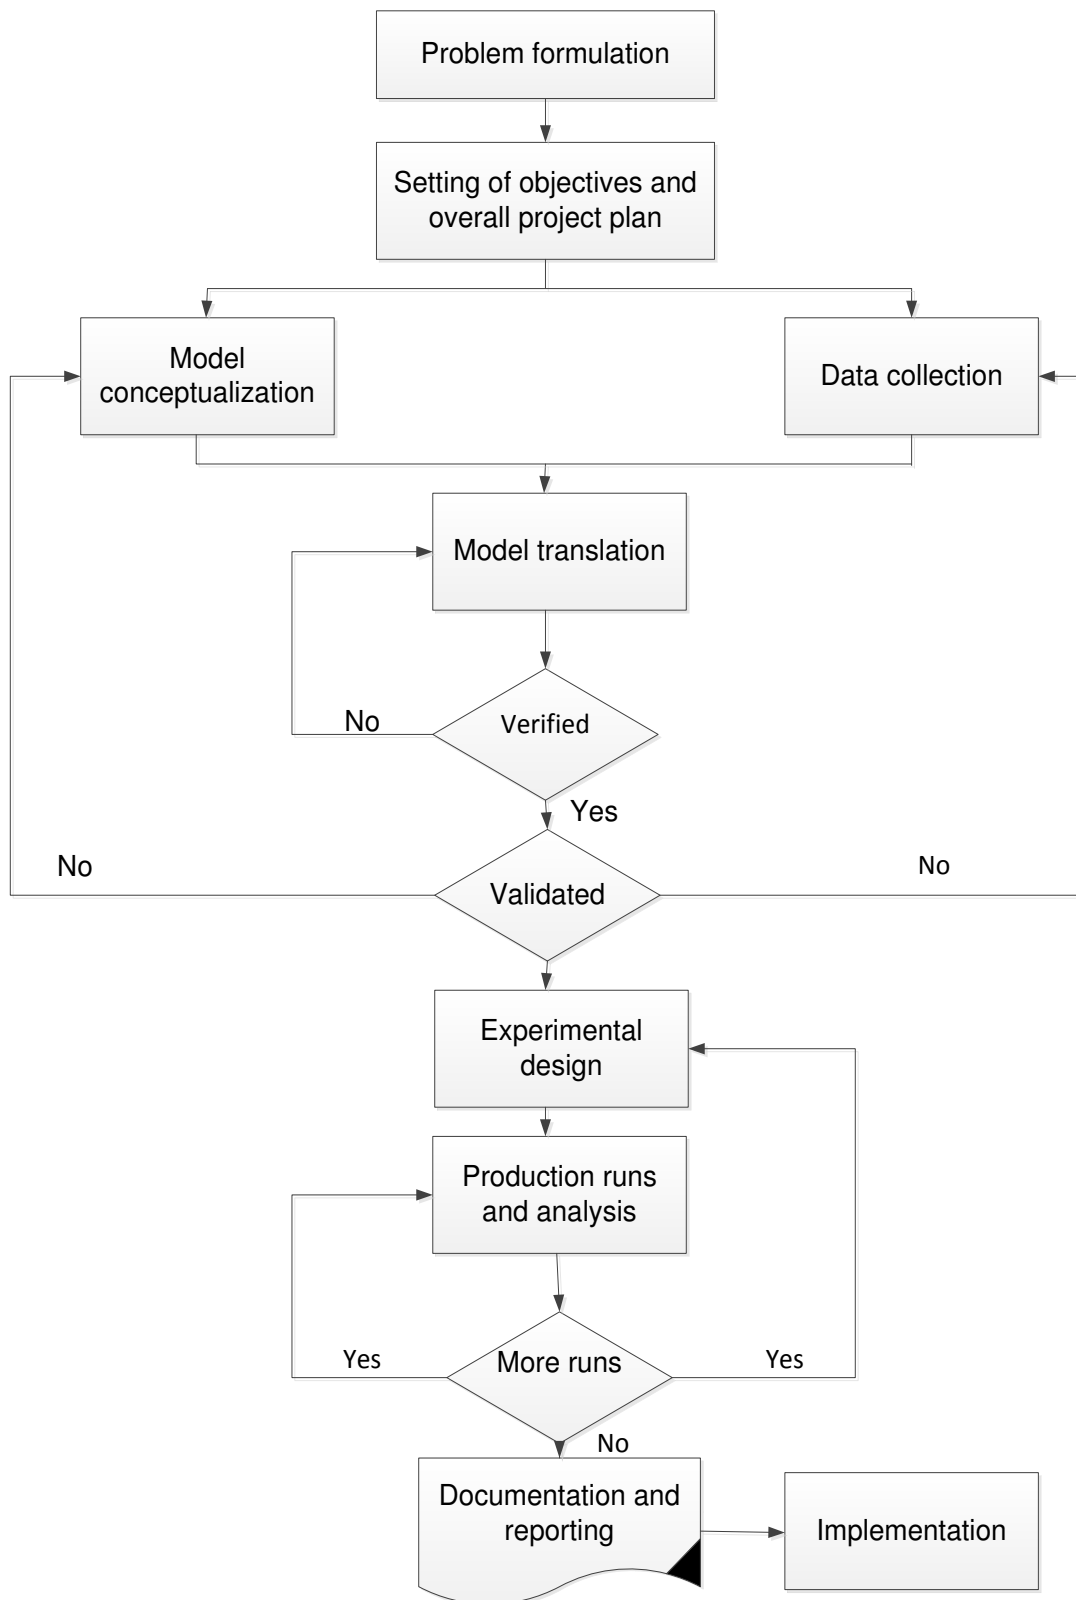 Problem formulation
Setting of objectives and
overall project plan
Model
conceptualization
Data collection
Model translation
No
Verified
Yes
No
Validated
No
Experimental
design
Production runs
and analysis
Yes
More runs
Yes
No
Documentation and
reporting
Implementation